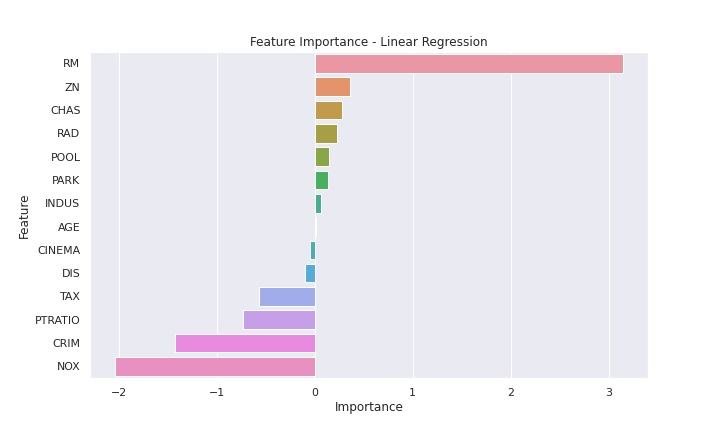 Feature Importance - Linear Regression
RM
ZN
CHAS
RAD
POOL
PARK
INDUS
AGE
CINEMA
DIS
TAX
PTRATIO
CRIM
NOX
Feature
−2 −1 0 1 2 3
Importance